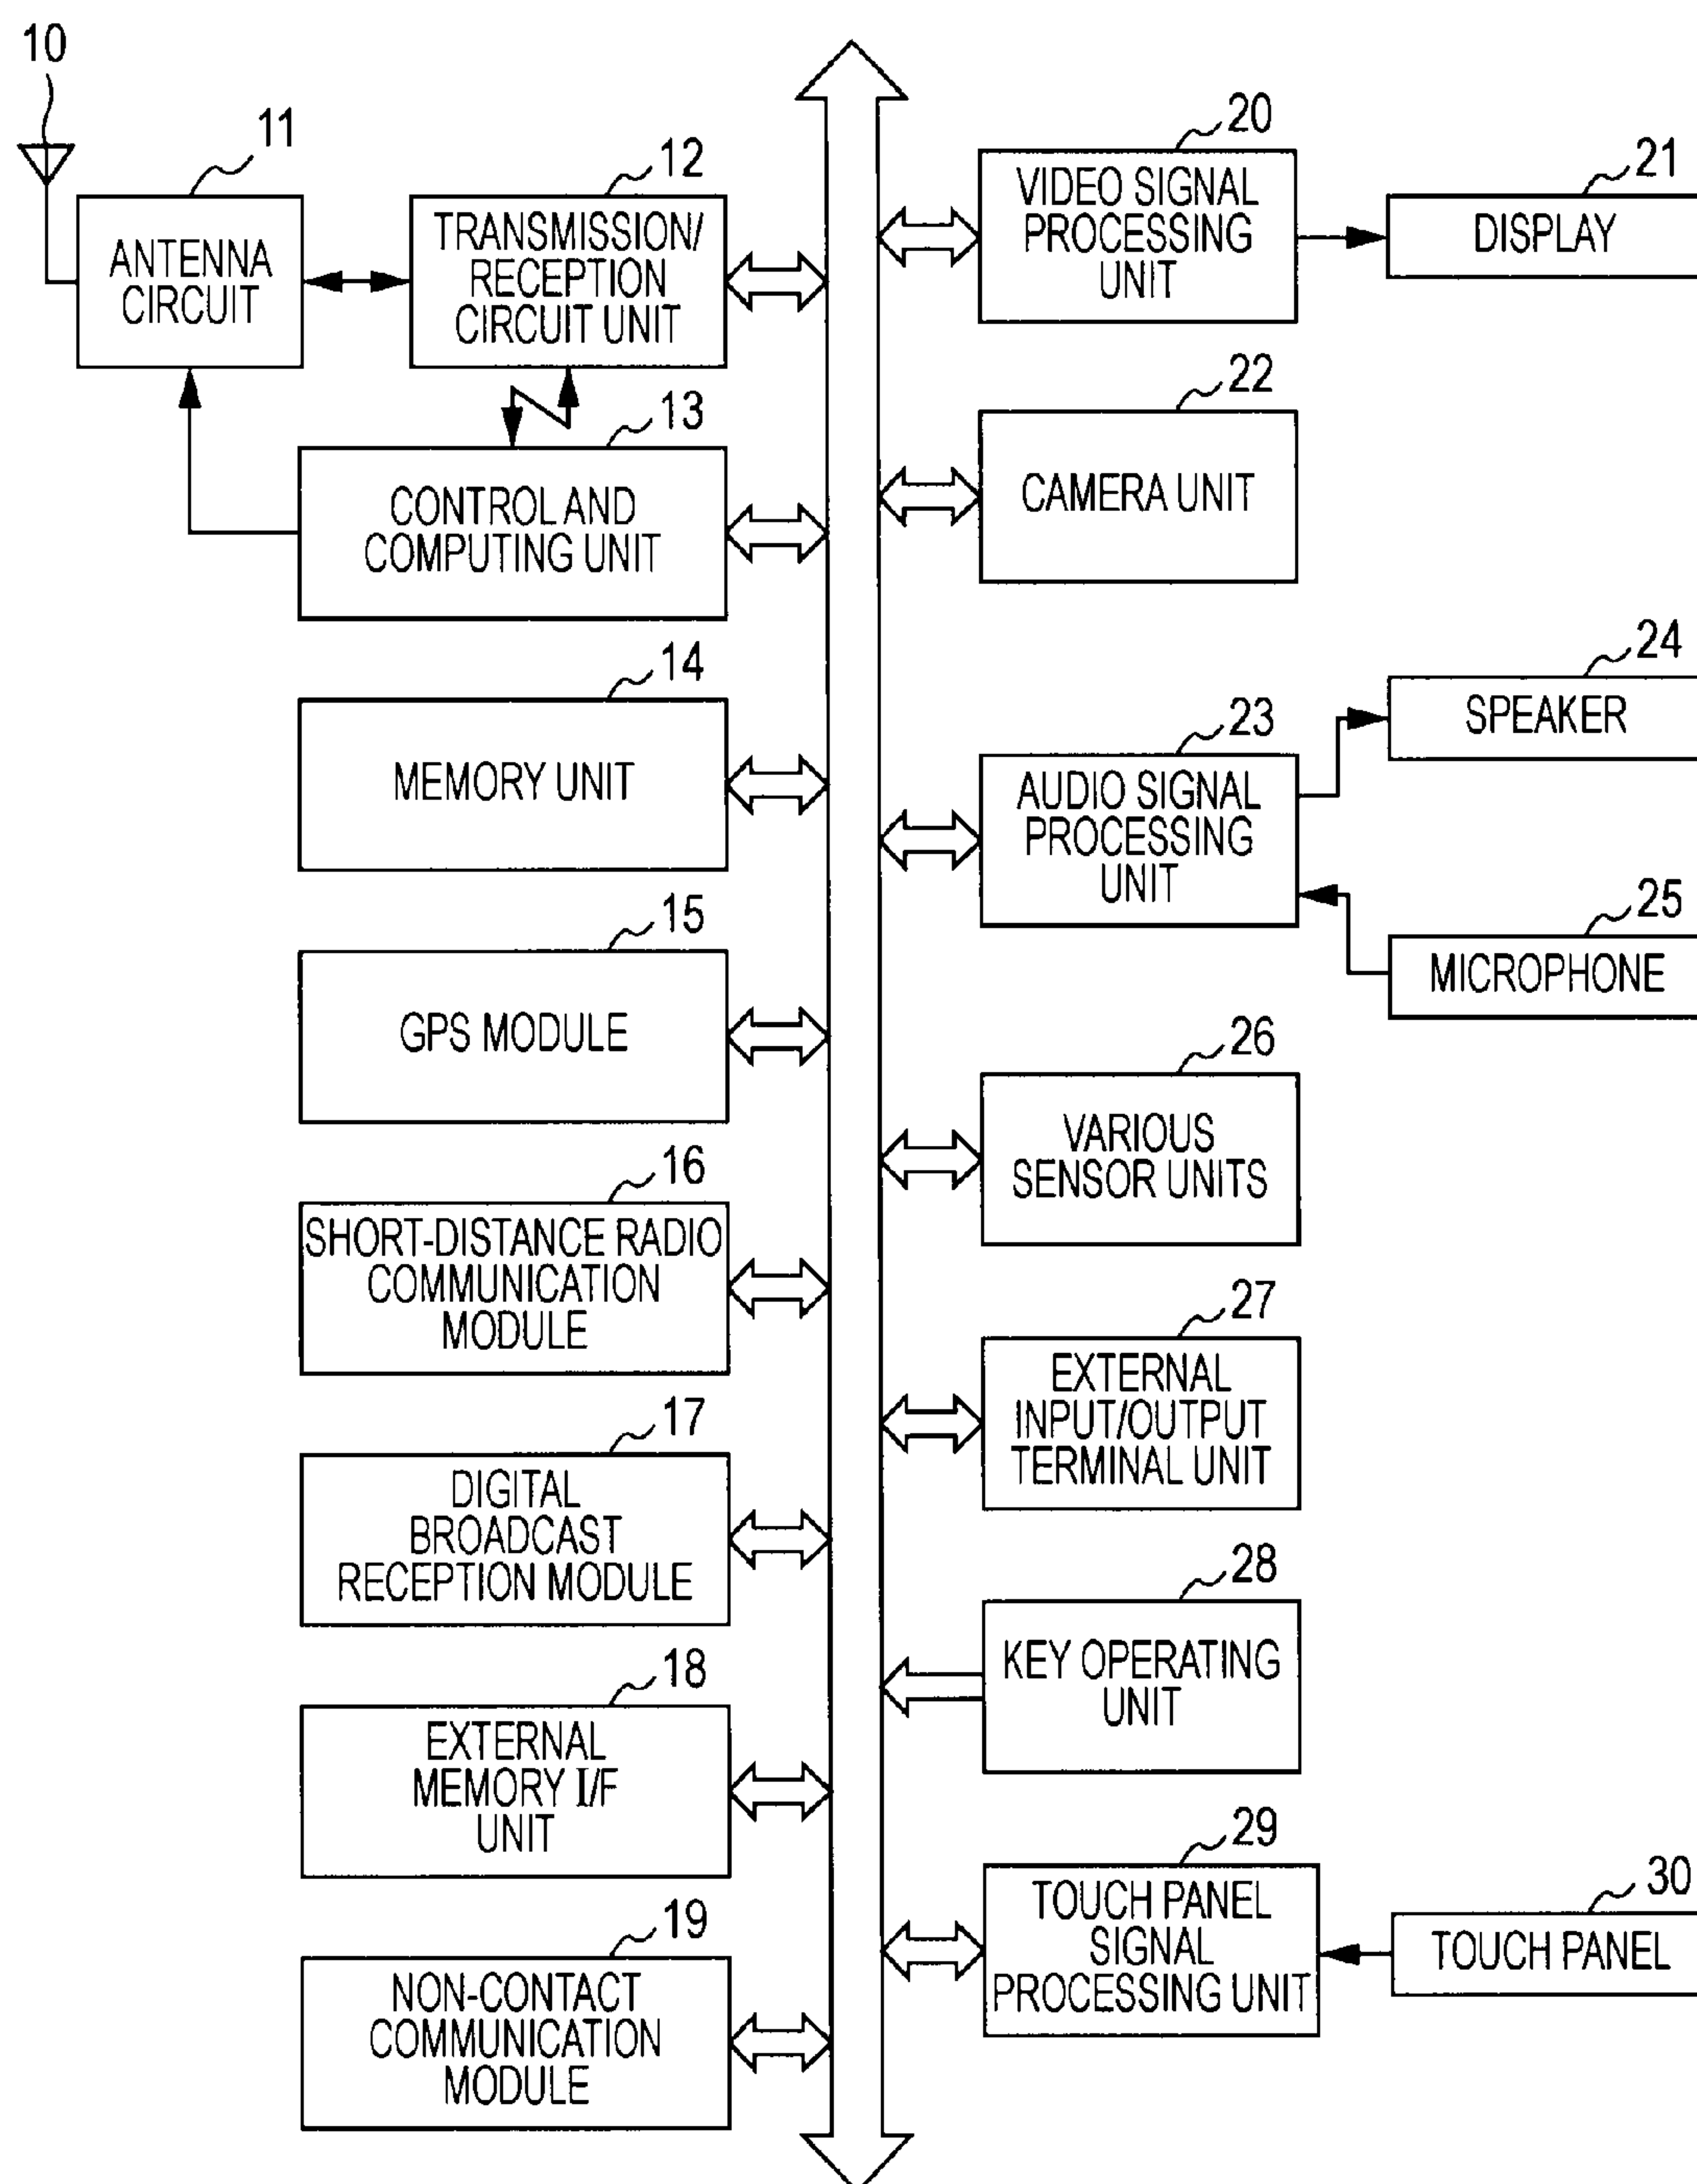 10
11
ANTENNA
CIRCUIT
12
TRANSMISSION/
RECEPTION
CIRCUIT UNIT
13
CONTROL AND
COMPUTING UNIT
14
MEMORY UNIT
15
GPS MODULE
16
SHORT-DISTANCE RADIO
COMMUNICATION
MODULE
17
DIGITAL
BROADCAST
RECEPTION MODULE
18
EXTERNAL
MEMORY I/F
UNIT
19
NON-CONTACT
COMMUNICATION
MODULE
20
VIDEO SIGNAL
PROCESSING
UNIT
21
DISPLAY
22
CAMERA UNIT
23
AUDIO SIGNAL
PROCESSING
UNIT
24
SPEAKER
25
MICROPHONE
26
VARIOUS
SENSOR UNITS
27
EXTERNAL
INPUT/OUTPUT
TERMINAL UNIT
28
KEY OPERATING
UNIT
29
TOUCH PANEL
SIGNAL
PROCESSING UNIT
30
TOUCH PANEL